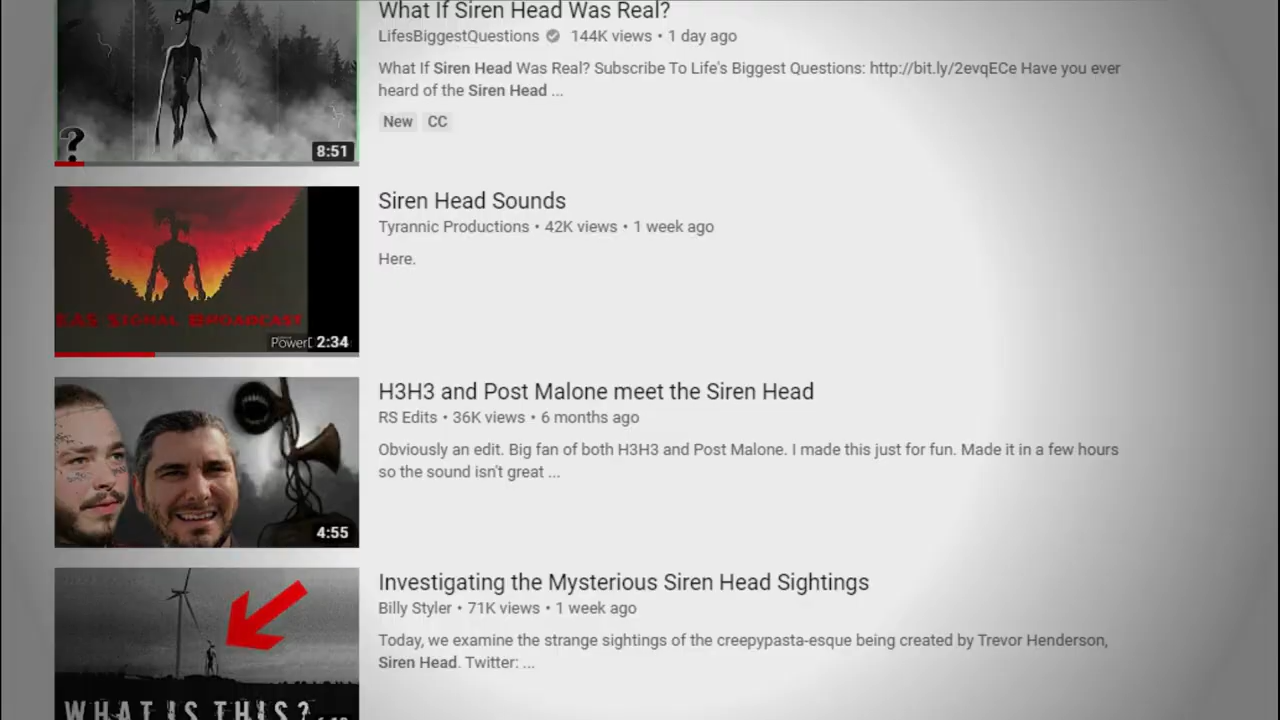 What If Siren Head Was Real?
LifesBiggestQuestions 144K views • 1 day ago
What If Siren Head Was Real? Subscribe To Life's Biggest Questions: http://bit.ly/2evqECe Have you ever
heard of the Siren Head ...
New CC
?
8:51
Siren Head Sounds
Tyrannic Productions • 42K views • 1 week ago
Here.
EAS Signal Broadcast
PowerD
2:34
H3H3 and Post Malone meet the Siren Head
RS Edits • 36K views • 6 months ago
Obviously an edit. Big fan of both H3H3 and Post Malone. I made this just for fun. Made it in a few hours
so the sound isn't great ...
4:55
Investigating the Mysterious Siren Head Sightings
Billy Styler • 71K views • 1 week ago
Today, we examine the strange sightings of the creepypasta-esque being created by Trevor Henderson,
Siren Head. Twitter: ...
WHAT IS THIS?